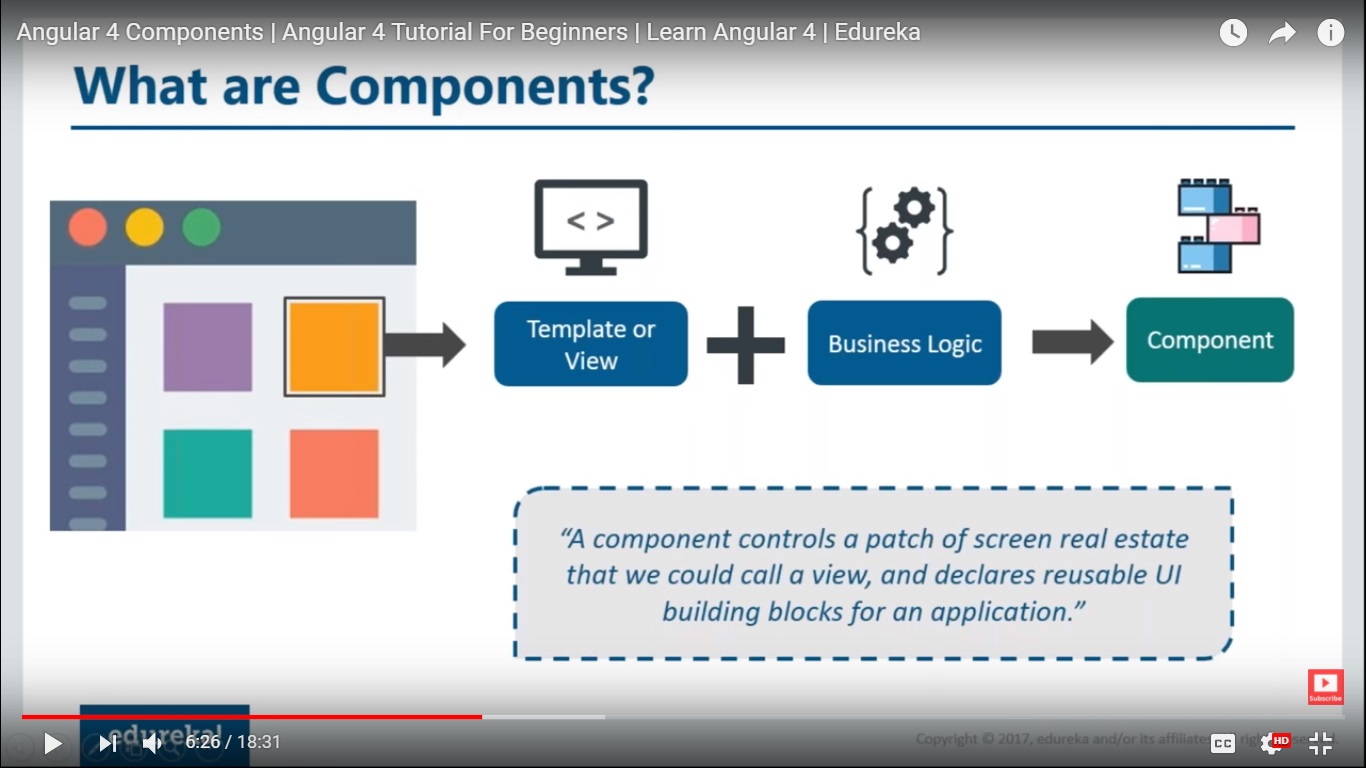 Angular 4 Components | Angular 4 Tutorial For Beginners | Learn Angular 4 | Edureka
What are Components?
< >
Template or
View
Business Logic
Component
“A component controls a patch of screen real estate
that we could call a view, and declares reusable UI
building blocks for an application.”
Subscribe
edureka!
6:26 / 18:31
Copyright © 2017, edureka and/or its affiliates
CC
HD